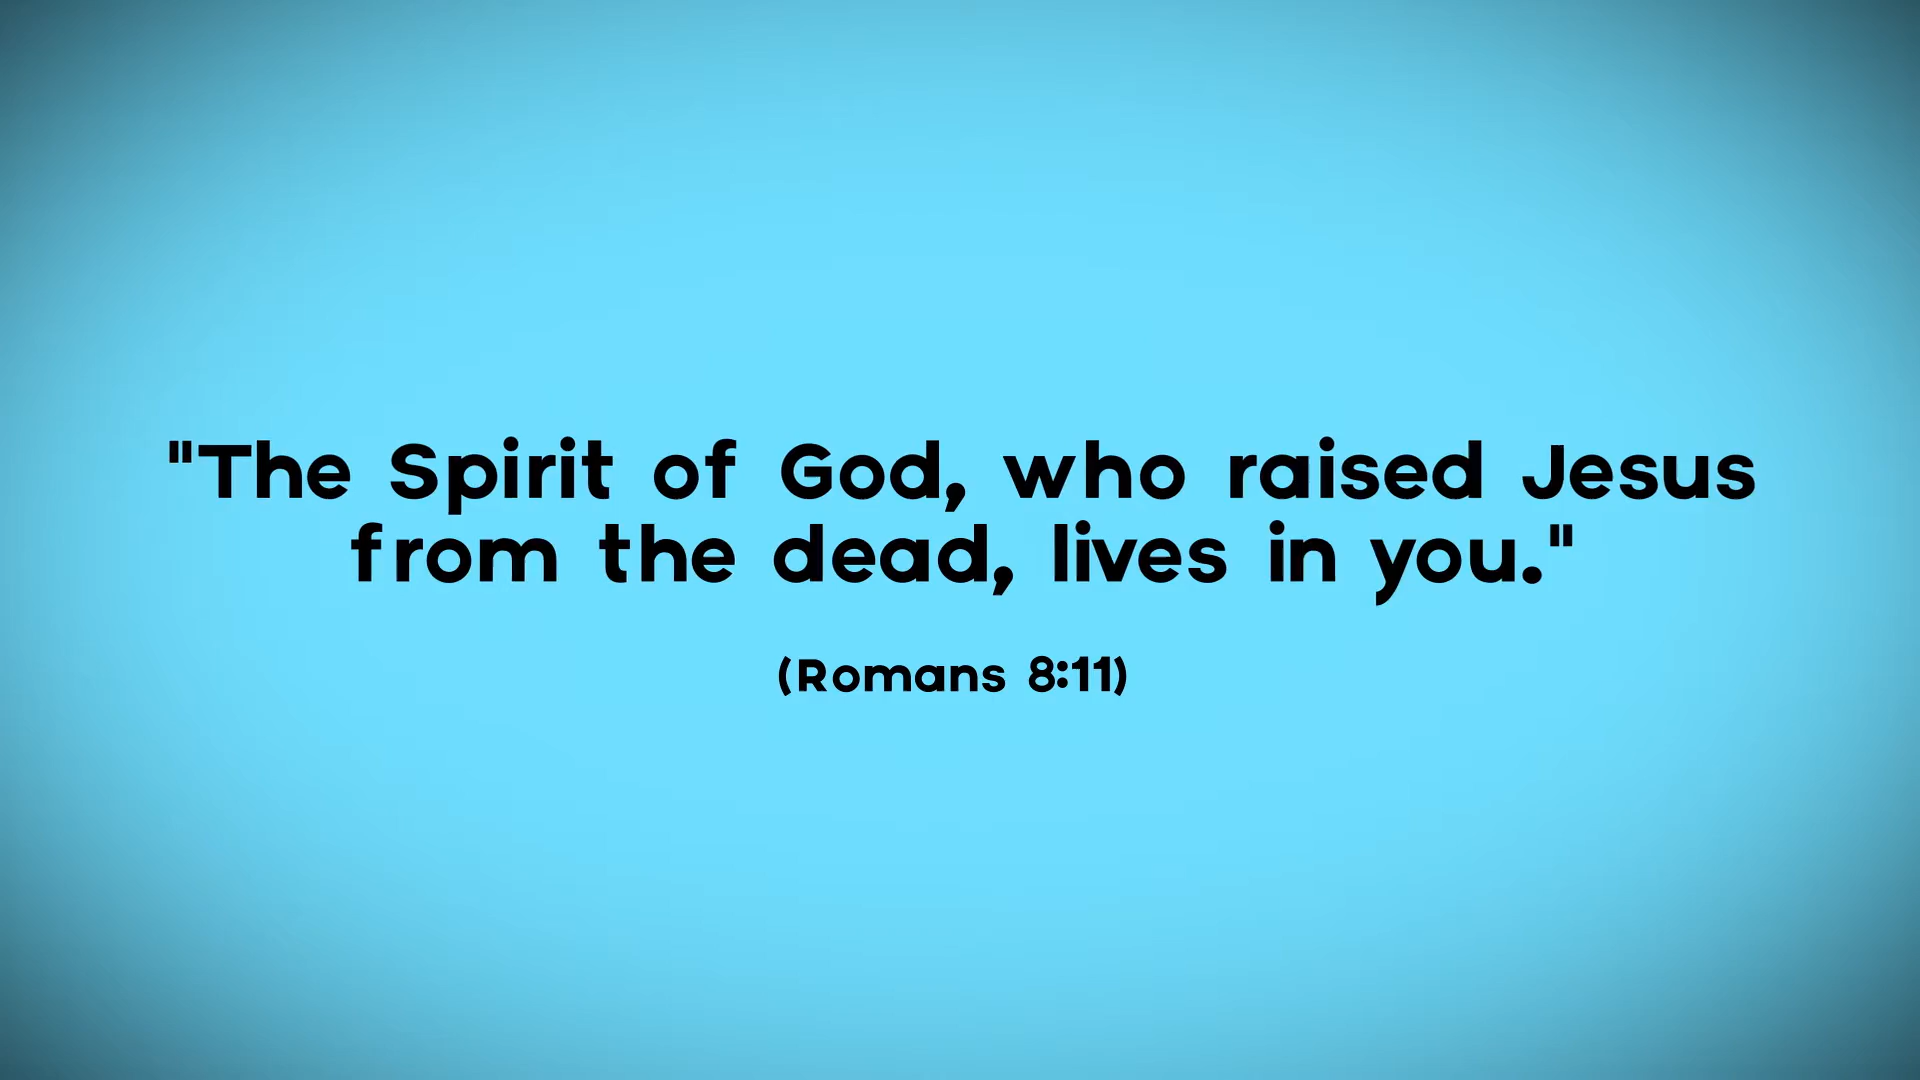 "The Spirit of God, who raised Jesus
from the dead, lives in you."
(Romans 8:11)